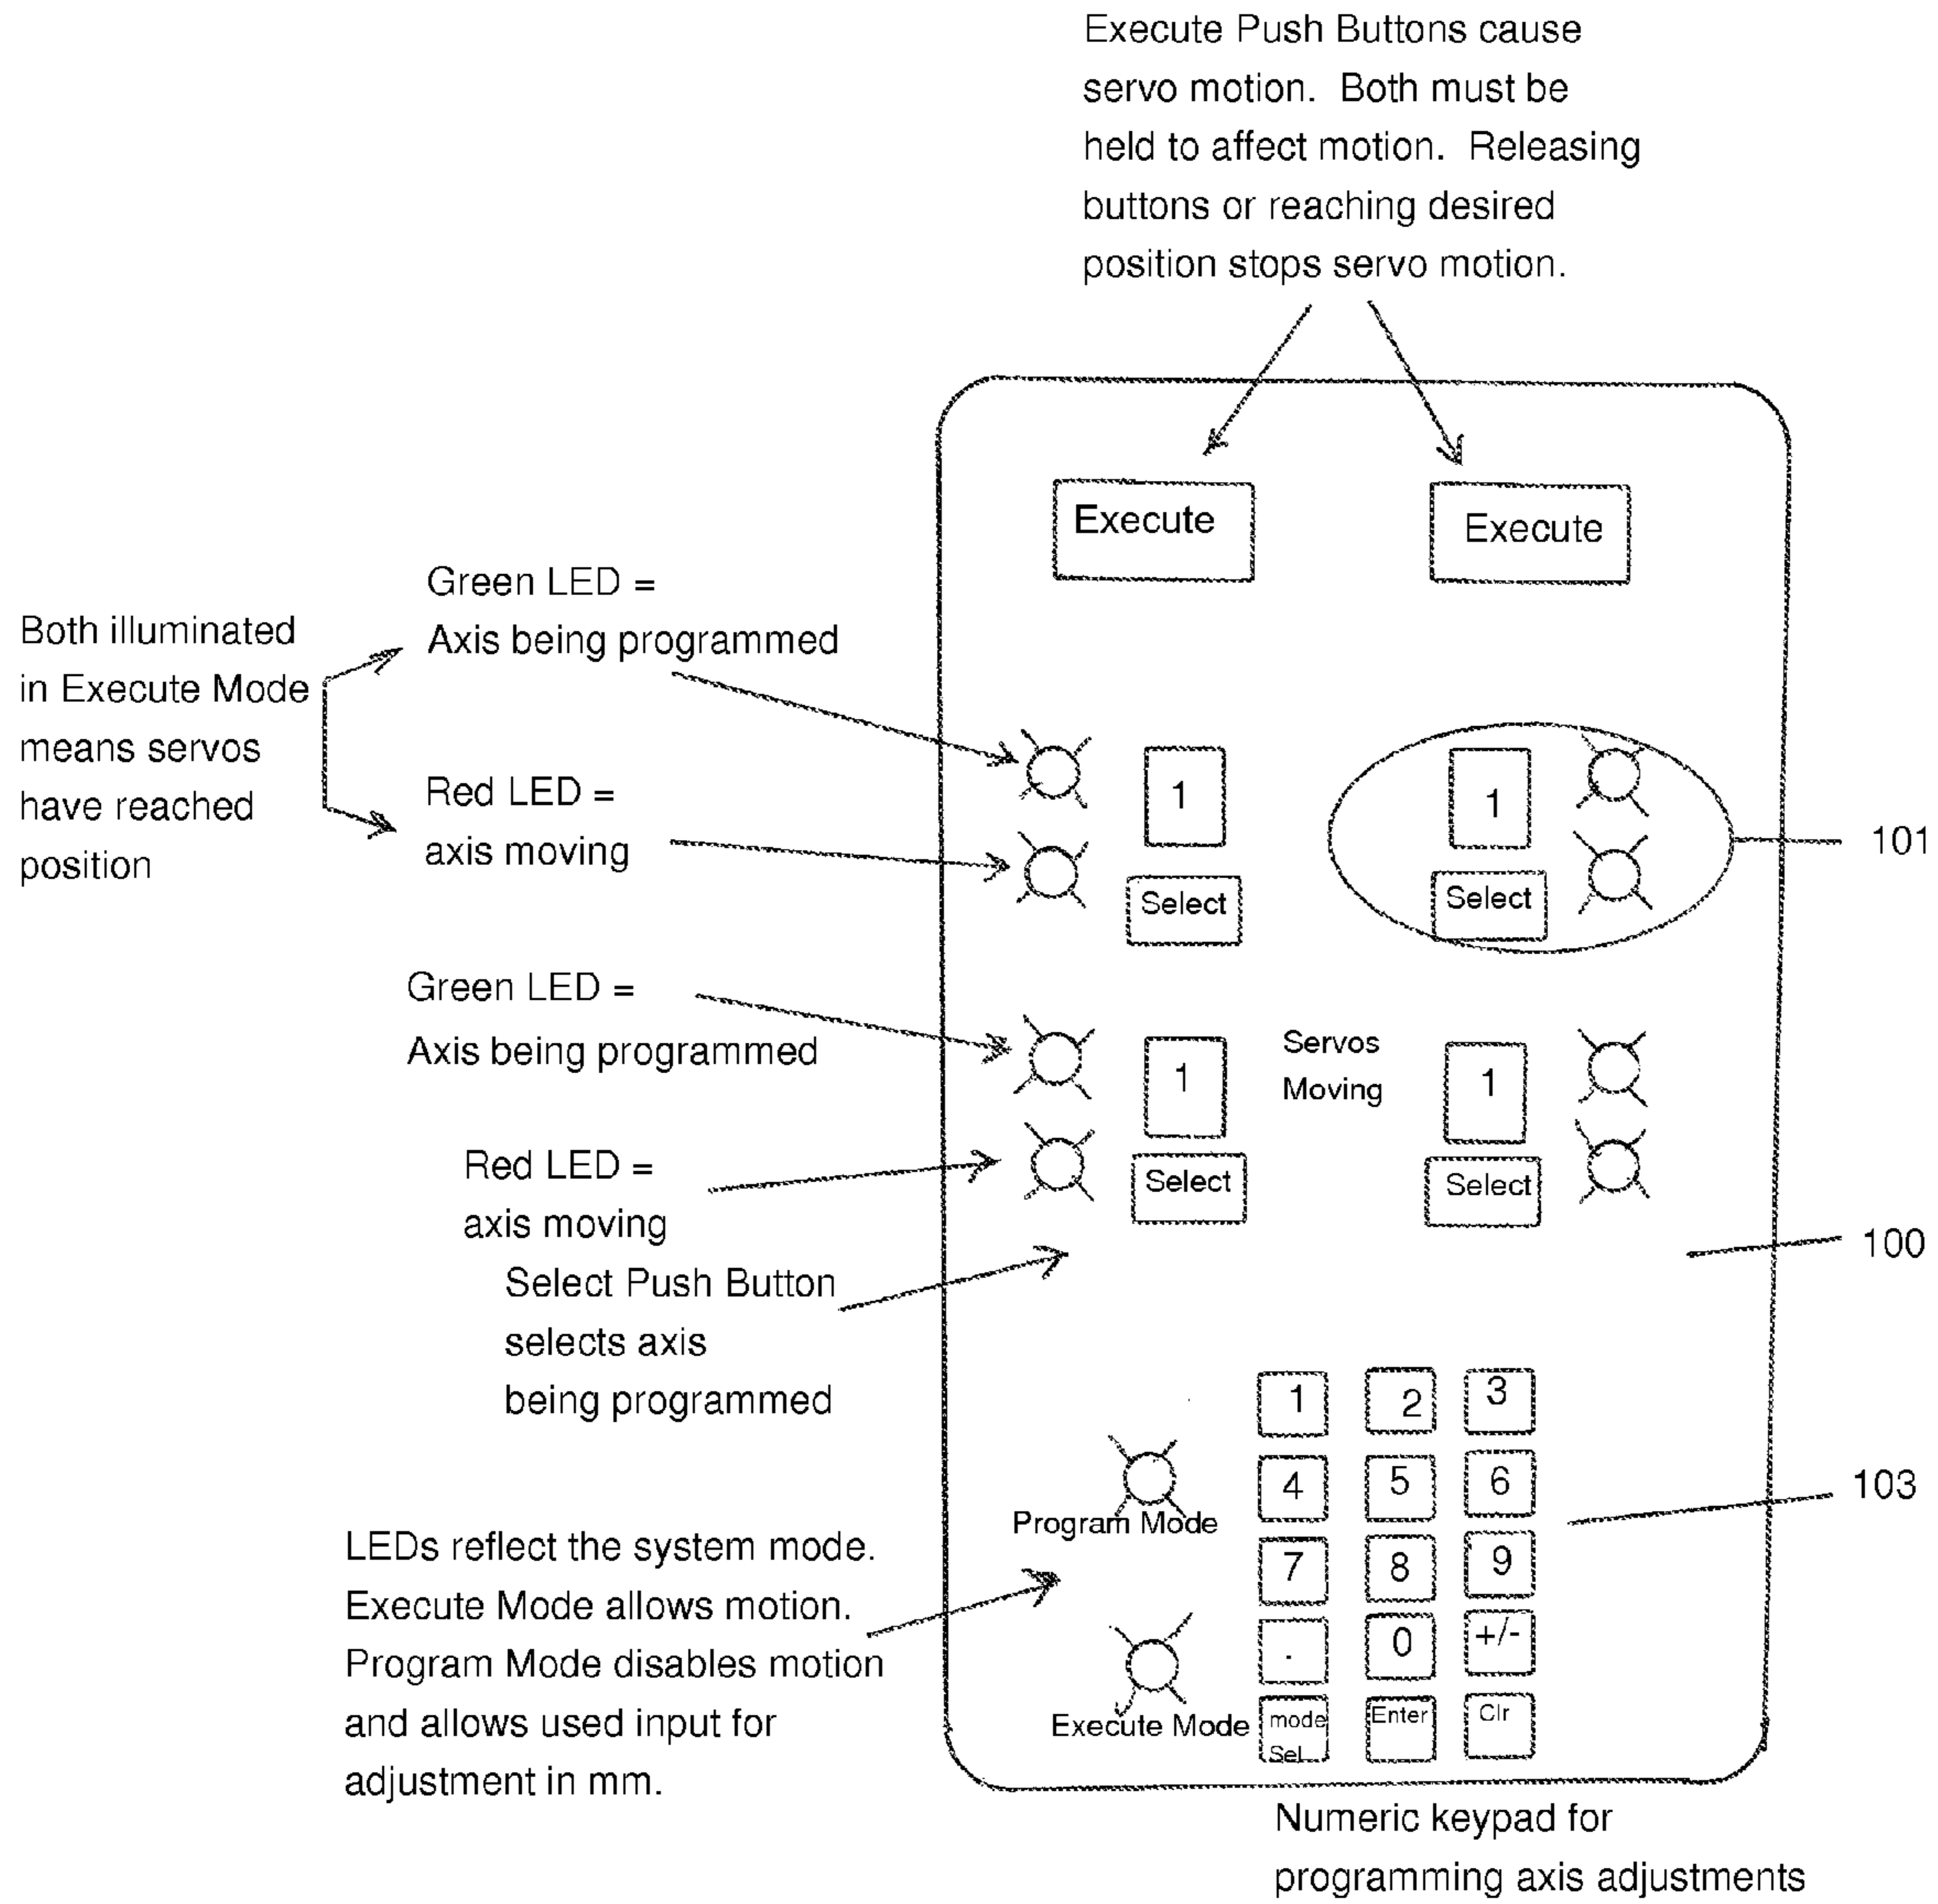 Execute Push Buttons cause
servo motion. Both must be
held to affect motion. Releasing
buttons or reaching desired
position stops servo motion.
Execute
Execute
Both illuminated
in Execute Mode
means servos
have reached
position
Green LED =
Axis being programmed
Red LED =
axis moving
1
Select
1
Select
101
Green LED =
Axis being programmed
Red LED =
axis moving
1
Select
Servos
Moving
1
Select
100
Select Push Button
selects axis
being programmed
1 2 3
4 5 6
7 8 9
. 0 +/-
mode
Sel
Enter
Clr
103
Program Mode
Execute Mode
LEDs reflect the system mode.
Execute Mode allows motion.
Program Mode disables motion
and allows used input for
adjustment in mm.
Numeric keypad for
programming axis adjustments